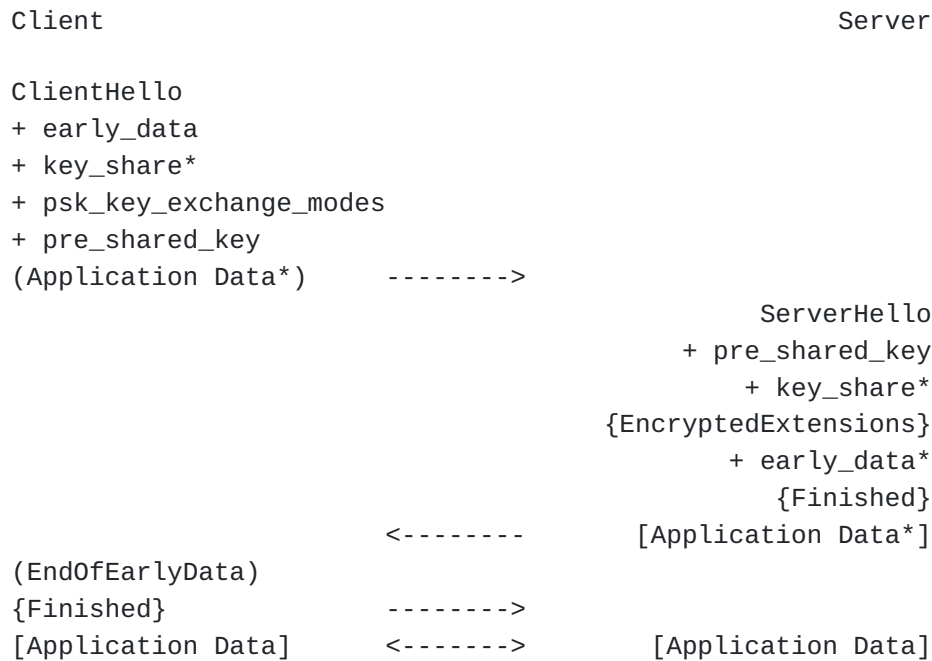 Client                                               Server

ClientHello
+ early_data
+ key_share*
+ psk_key_exchange_modes
+ pre_shared_key
(Application Data*)     -------->
                                                ServerHello
                                           + pre_shared_key
                                               + key_share*
                                      {EncryptedExtensions}
                                              + early_data*
                                                 {Finished}
                        <--------       [Application Data*]
(EndOfEarlyData)
{Finished}              -------->
[Application Data]      <------->        [Application Data]